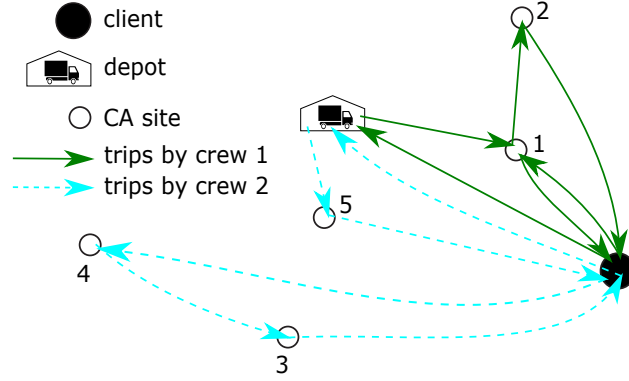 client
depot
CA site
trips by crew 1
trips by crew 2
2
1
5
4
3